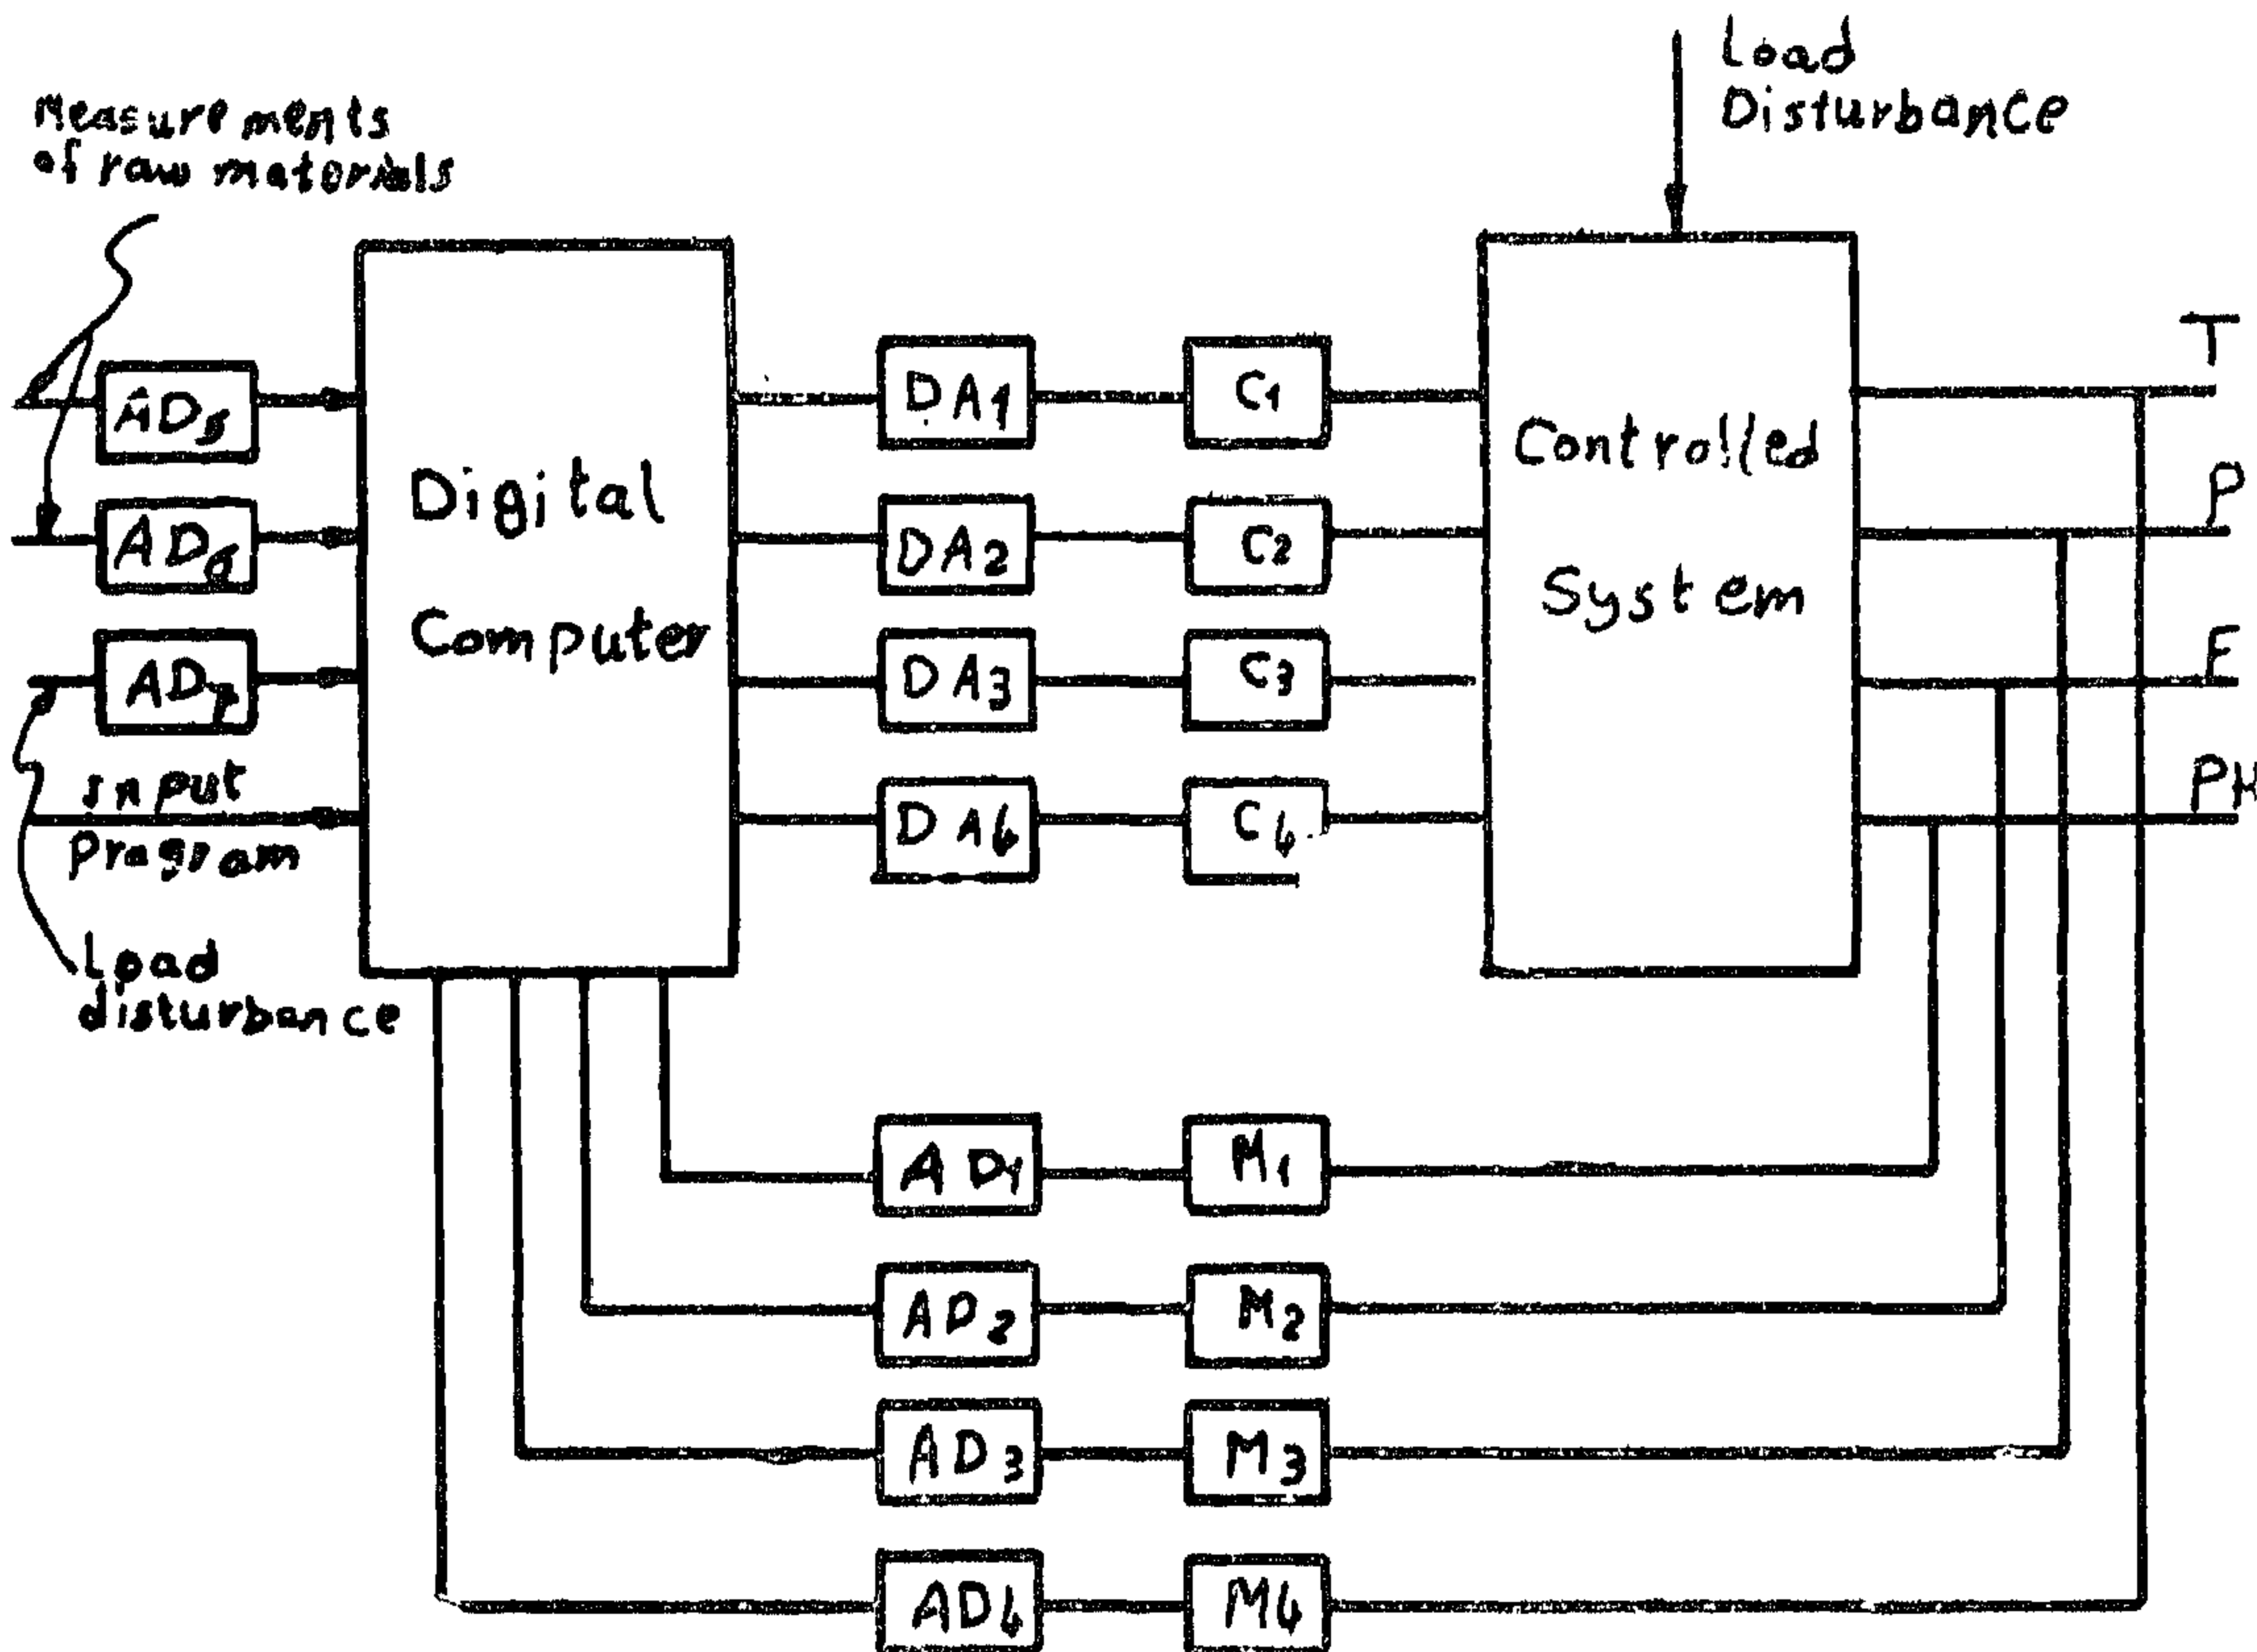 Load
Disturbance
Measurements
of raw materials
T
P
F
PH
AD5
AD6
AD7
Input
Program
Load
disturbance
Digital
Computer
DA1
DA2
DA3
DA4
C1
C2
C3
C4
Controlled
System
AD1
M1
AD2
M2
AD3
M3
AD4
M4